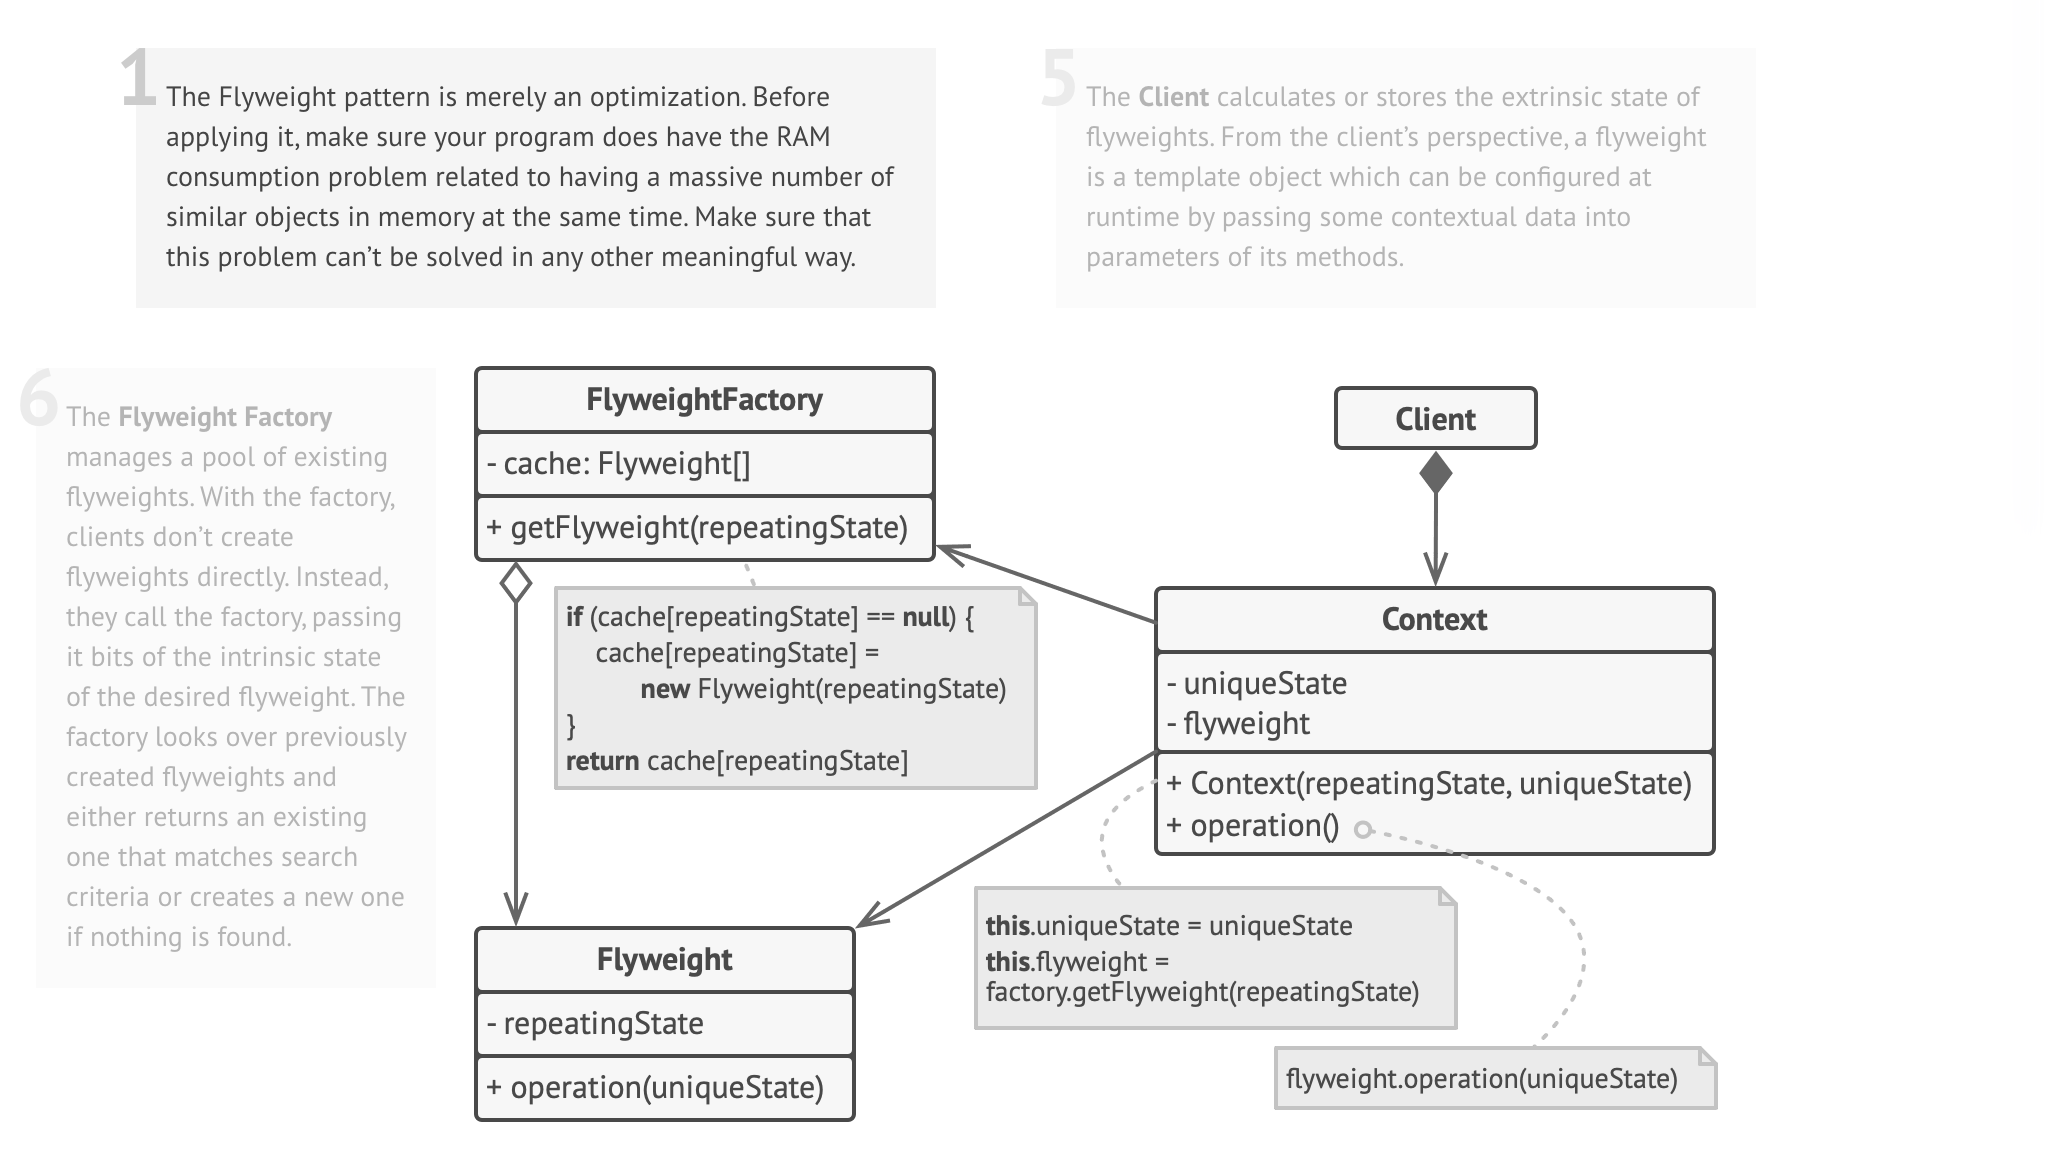 1
The Flyweight pattern is merely an optimization. Before
applying it, make sure your program does have the RAM
consumption problem related to having a massive number of
similar objects in memory at the same time. Make sure that
this problem can’t be solved in any other meaningful way.
5
The Client calculates or stores the extrinsic state of
flyweights. From the client’s perspective, a flyweight
is a template object which can be configured at
runtime by passing some contextual data into
parameters of its methods.
6
The Flyweight Factory
manages a pool of existing
flyweights. With the factory,
clients don’t create
flyweights directly. Instead,
they call the factory, passing
it bits of the intrinsic state
of the desired flyweight. The
factory looks over previously
created flyweights and
either returns an existing
one that matches search
criteria or creates a new one
if nothing is found.
FlyweightFactory
- cache: Flyweight[]
+ getFlyweight(repeatingState)
if (cache[repeatingState] == null) {
cache[repeatingState] =
new Flyweight(repeatingState)
}
return cache[repeatingState]
Client
Context
- uniqueState
- flyweight
+ Context(repeatingState, uniqueState)
+ operation()
this.uniqueState = uniqueState
this.flyweight =
factory.getFlyweight(repeatingState)
flyweight.operation(uniqueState)
Flyweight
- repeatingState
+ operation(uniqueState)